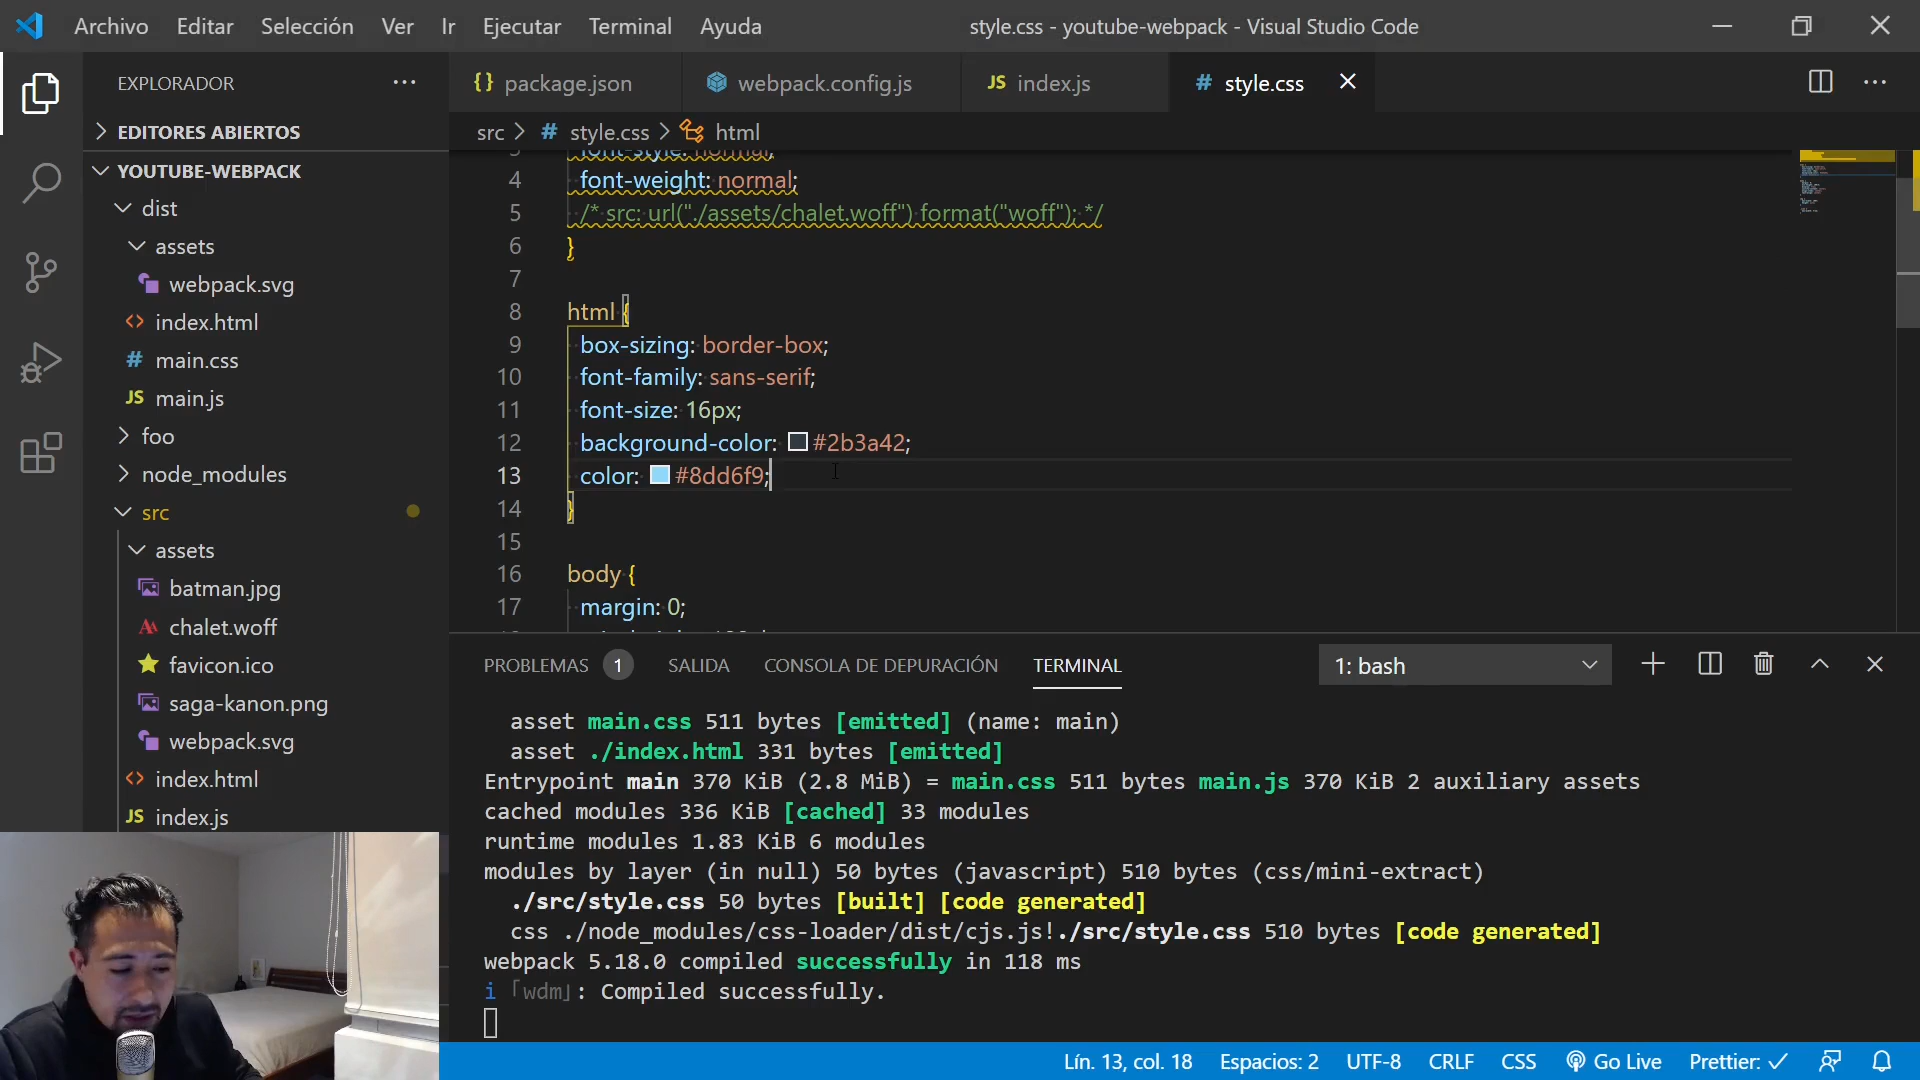 Archivo Editar Selección Ver Ir Ejecutar Terminal Ayuda style.css - youtube-webpack - Visual Studio Code
EXPLORADOR
EDITORES ABIERTOS
YOUTUBE-WEBPACK
dist
assets
webpack.svg
index.html
main.css
main.js
foo
node_modules
src
assets
batman.jpg
chalet.woff
favicon.ico
saga-kanon.png
webpack.svg
index.html
index.js
{} package.json webpack.config.js JS index.js # style.css
src > # style.css > html
3 font-style: normal;
4 font-weight: normal;
5 /* src: url("./assets/chalet.woff") format("woff"); */
6 }
7
8 html {
9 box-sizing: border-box;
10 font-family: sans-serif;
11 font-size: 16px;
12 background-color: #2b3a42;
13 color: #8dd6f9;
14 }
15
16 body {
17 margin: 0;
PROBLEMAS 1 SALIDA CONSOLA DE DEPURACIÓN TERMINAL 1: bash
asset main.css 511 bytes [emitted] (name: main)
asset ./index.html 331 bytes [emitted]
Entrypoint main 370 KiB (2.8 MiB) = main.css 511 bytes main.js 370 KiB 2 auxiliary assets
cached modules 336 KiB [cached] 33 modules
runtime modules 1.83 KiB 6 modules
modules by layer (in null) 50 bytes (javascript) 510 bytes (css/mini-extract)
./src/style.css 50 bytes [built] [code generated]
css ./node_modules/css-loader/dist/cjs.js!./src/style.css 510 bytes [code generated]
webpack 5.18.0 compiled successfully in 118 ms
i ｢wdm｣: Compiled successfully.
Lín. 13, col. 18 Espacios: 2 UTF-8 CRLF CSS Go Live Prettier: ✓